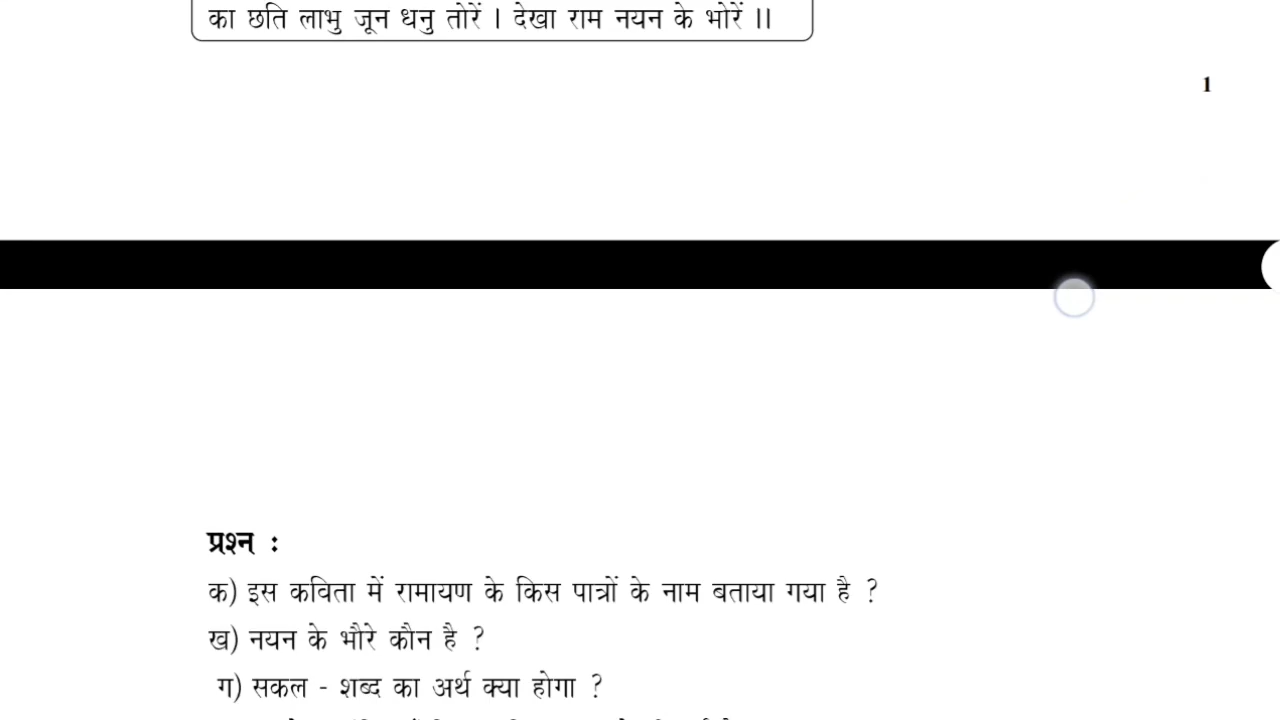 का छति लाभु जून धनु तोरें । देखा राम नयन के भोरें ।।
1
प्रश्न :
क) इस कविता में रामायण के किस पात्रों के नाम बताया गया है ?
ख) नयन के भौरे कौन है ?
ग) सकल - शब्द का अर्थ क्या होगा ?